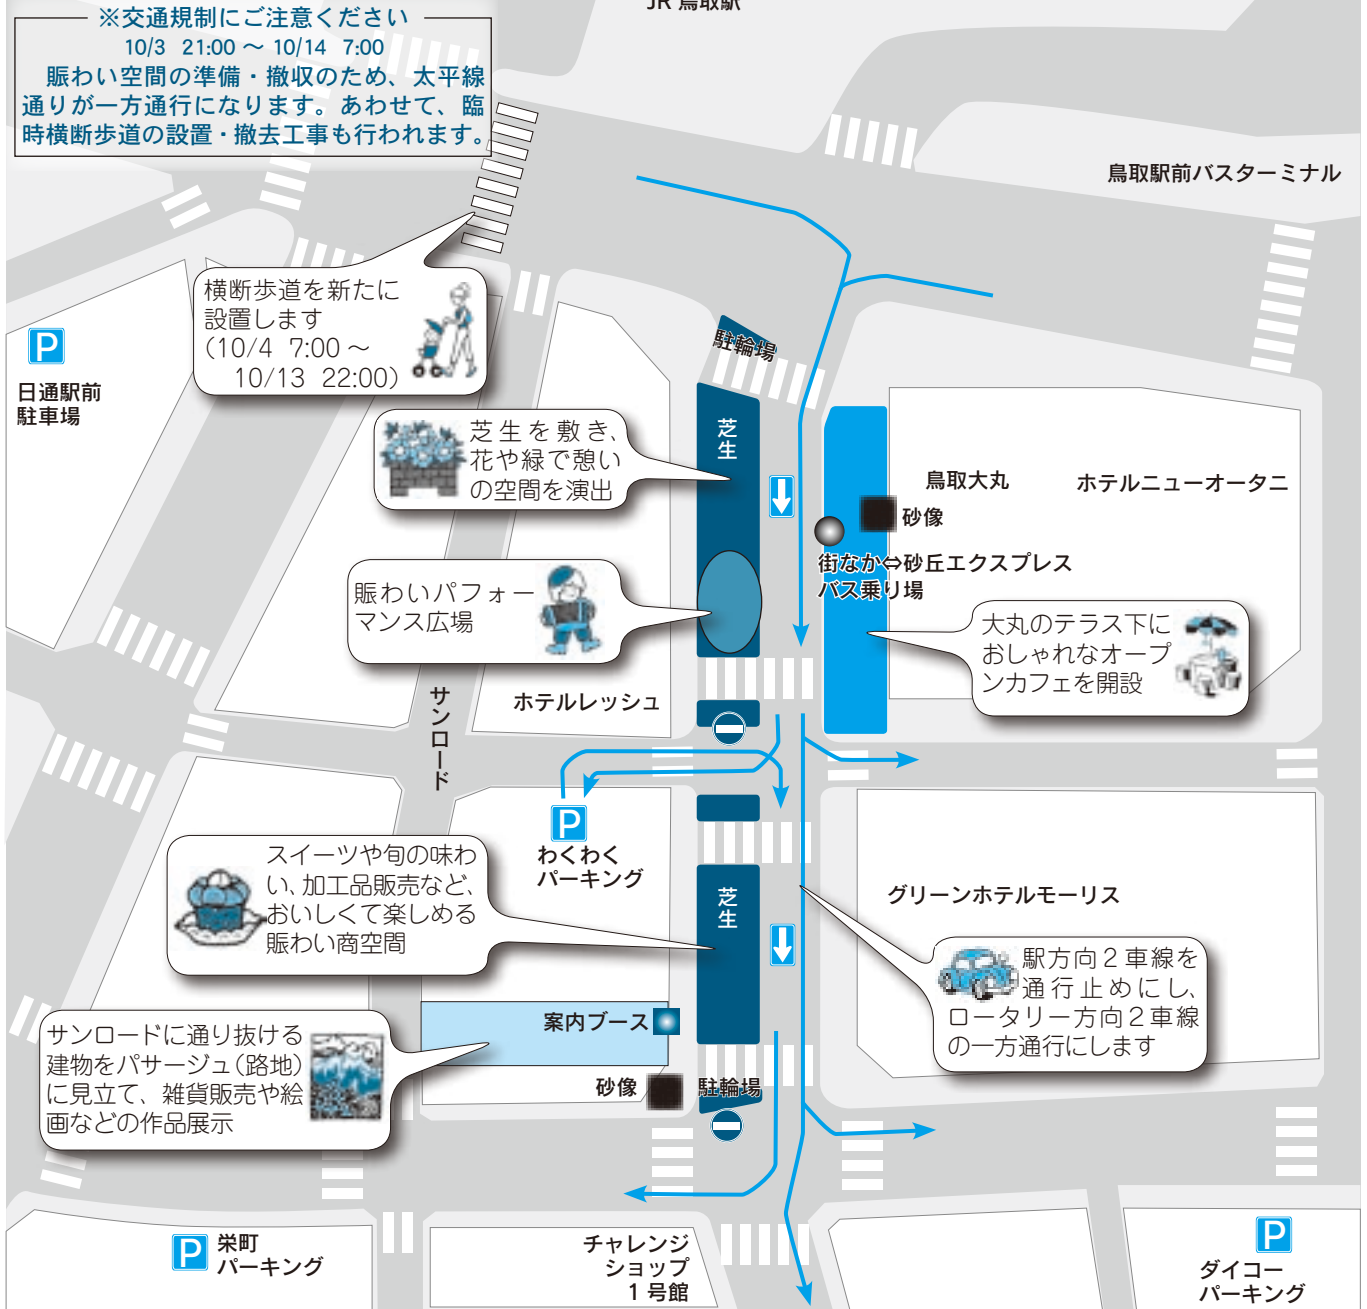 JR 鳥取駅
※交通規制にご注意ください
10/3 21:00 ～ 10/14 7:00
賑わい空間の準備・撤収のため、太平線
通りが一方通行になります。あわせて、臨
時横断歩道の設置・撤去工事も行われます。
鳥取駅前バスターミナル
横断歩道を新たに
設置します
（10/4 7:00 ～
10/13 22:00）
P
日通駅前
駐車場
駐輪場
芝生を敷き、
花や緑で憩い
の空間を演出
芝生
鳥取大丸
ホテルニューオータニ
砂像
街なか⇔砂丘エクスプレス
バス乗り場
賑わいパフォー
マンス広場
大丸のテラス下に
おしゃれなオープ
ンカフェを開設
サンロード
ホテルレッシュ
P
わくわく
パーキング
スイーツや旬の味わ
い、加工品販売など、
おいしくて楽しめる
賑わい商空間
芝生
グリーンホテルモーリス
駅方向２車線を
通行止めにし、
ロータリー方向２車線
の一方通行にします
案内ブース
サンロードに通り抜ける
建物をパサージュ（路地）
に見立て、雑貨販売や絵
画などの作品展示
砂像
駐輪場
P
栄町
パーキング
チャレンジ
ショップ
1 号館
P
ダイコー
パーキング